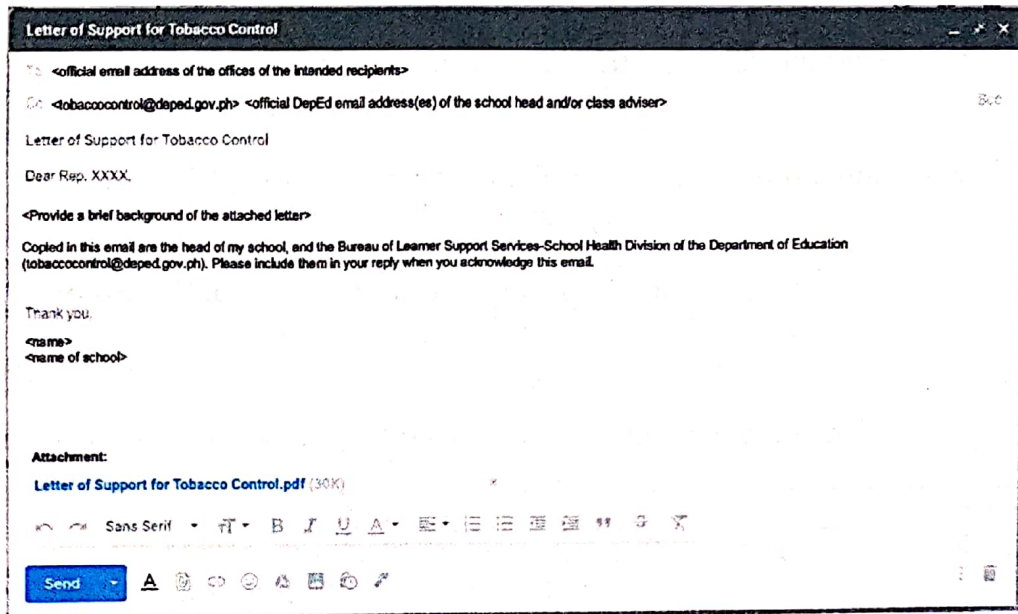 Letter of Support for Tobacco Control
To <official email address of the offices of the intended recipients>
Cc <tobaccocontrol@deped.gov.ph> <official DepEd email address(es) of the school head and/or class adviser> Bcc
Letter of Support for Tobacco Control
Dear Rep. XXXX,
<Provide a brief background of the attached letter>
Copied in this email are the head of my school, and the Bureau of Learner Support Services-School Health Division of the Department of Education
(tobaccocontrol@deped.gov.ph). Please include them in your reply when you acknowledge this email.
Thank you.
<name>
<name of school>
Attachment:
Letter of Support for Tobacco Control.pdf (30K)
Sans Serif
Send